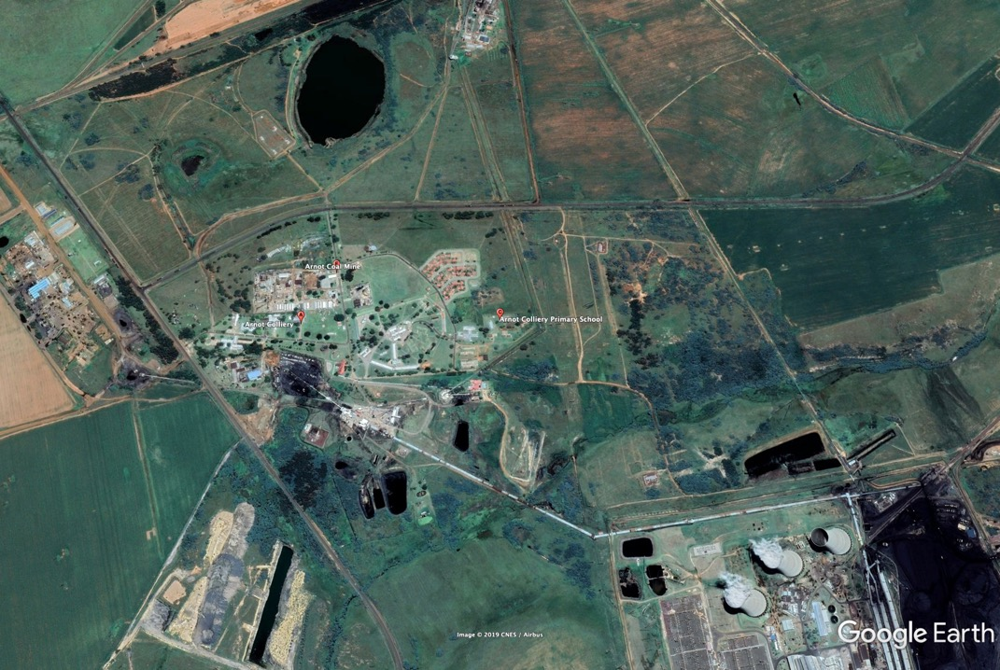 Arnot Coal Mine
Arnot Colliery
Arnot Colliery Primary School
Image © 2019 CNES / Airbus
Google Earth